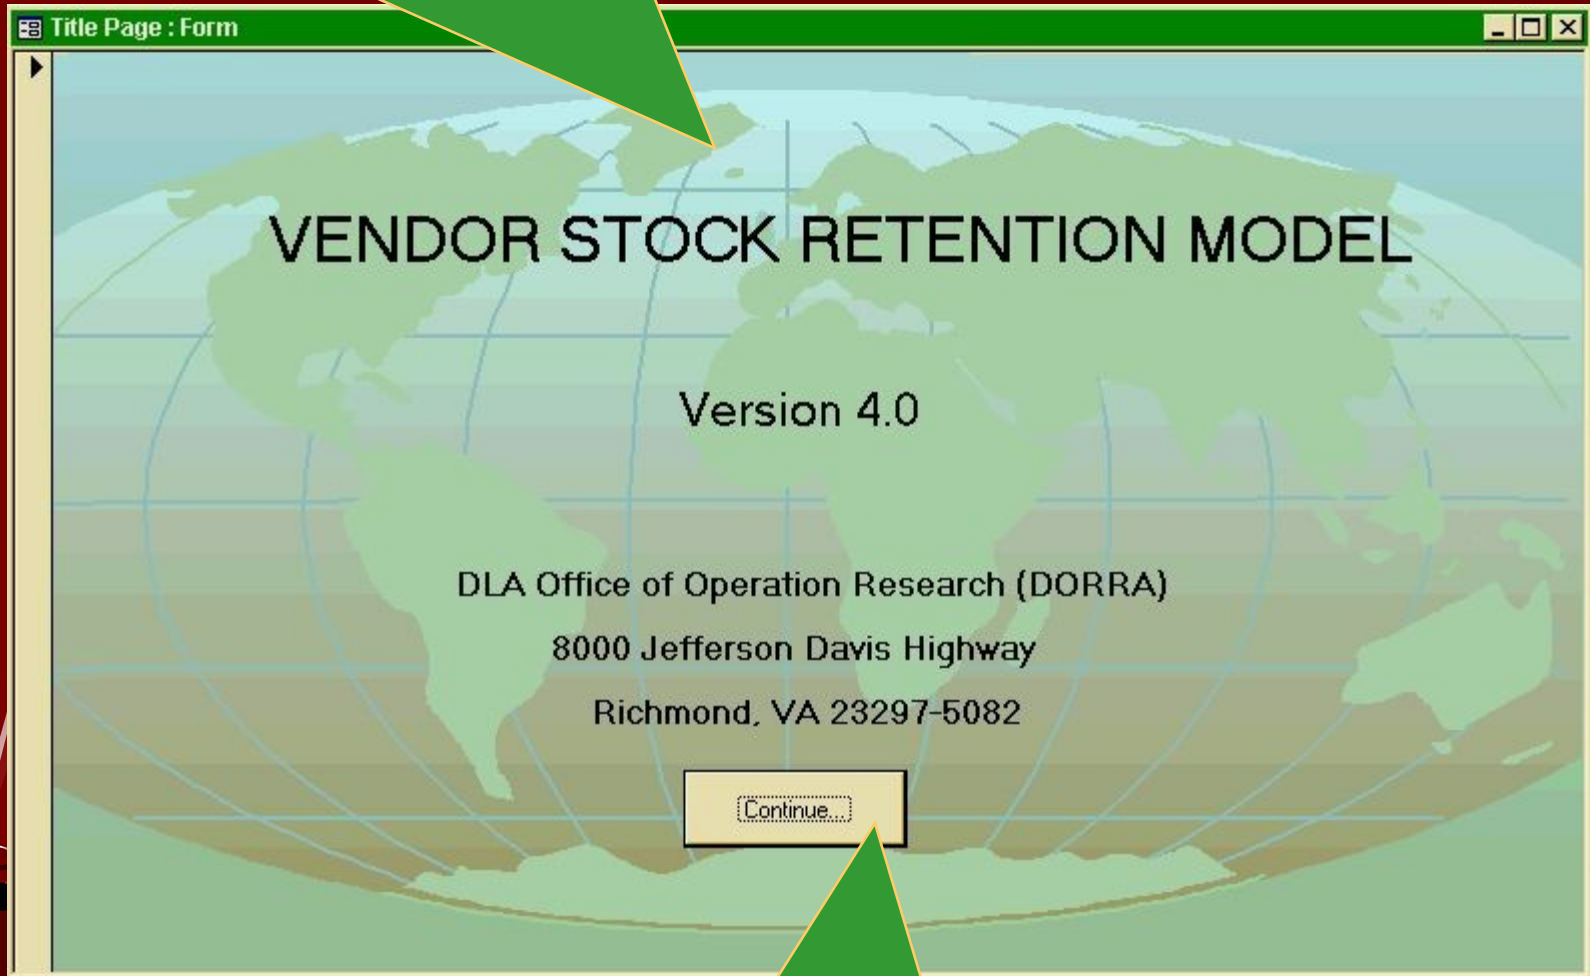 Title Page : Form
VENDOR STOCK RETENTION MODEL
Version 4.0
DLA Office of Operation Research (DORRA)
8000 Jefferson Davis Highway
Richmond, VA 23297-5082
Continue...